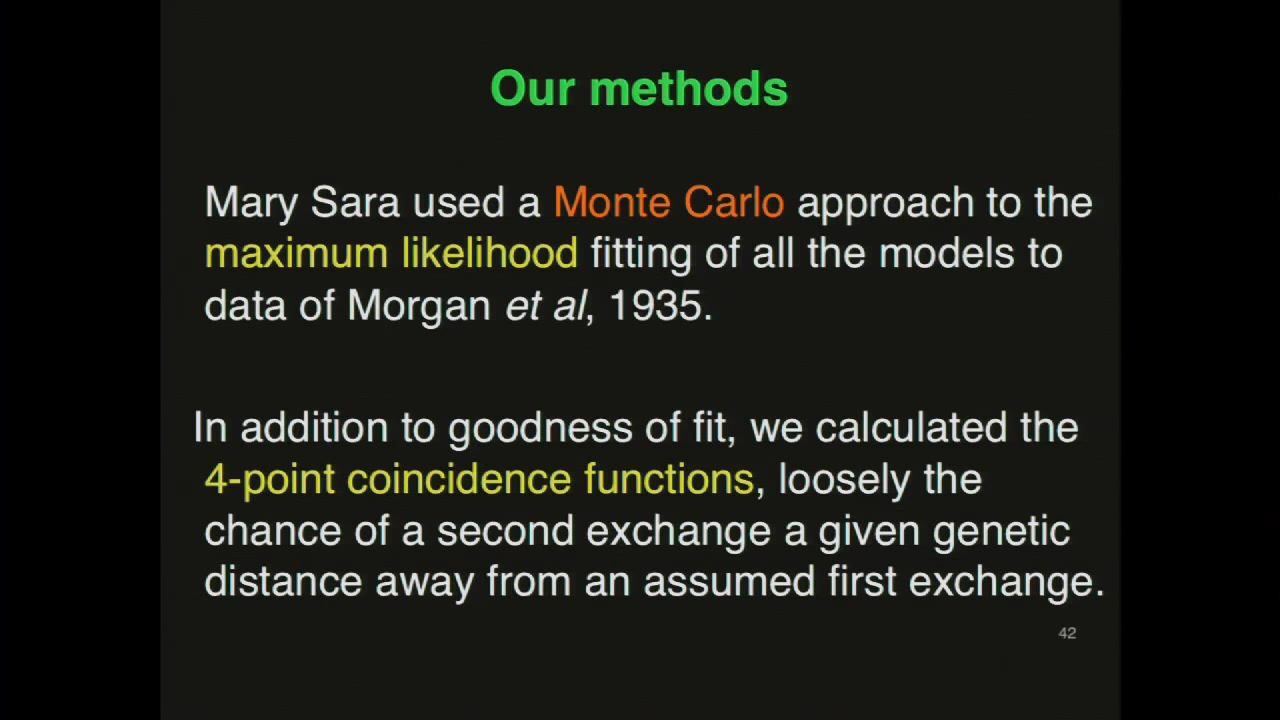 Our methods
Mary Sara used a Monte Carlo approach to the
maximum likelihood fitting of all the models to
data of Morgan et al, 1935.
In addition to goodness of fit, we calculated the
4-point coincidence functions, loosely the
chance of a second exchange a given genetic
distance away from an assumed first exchange.
42